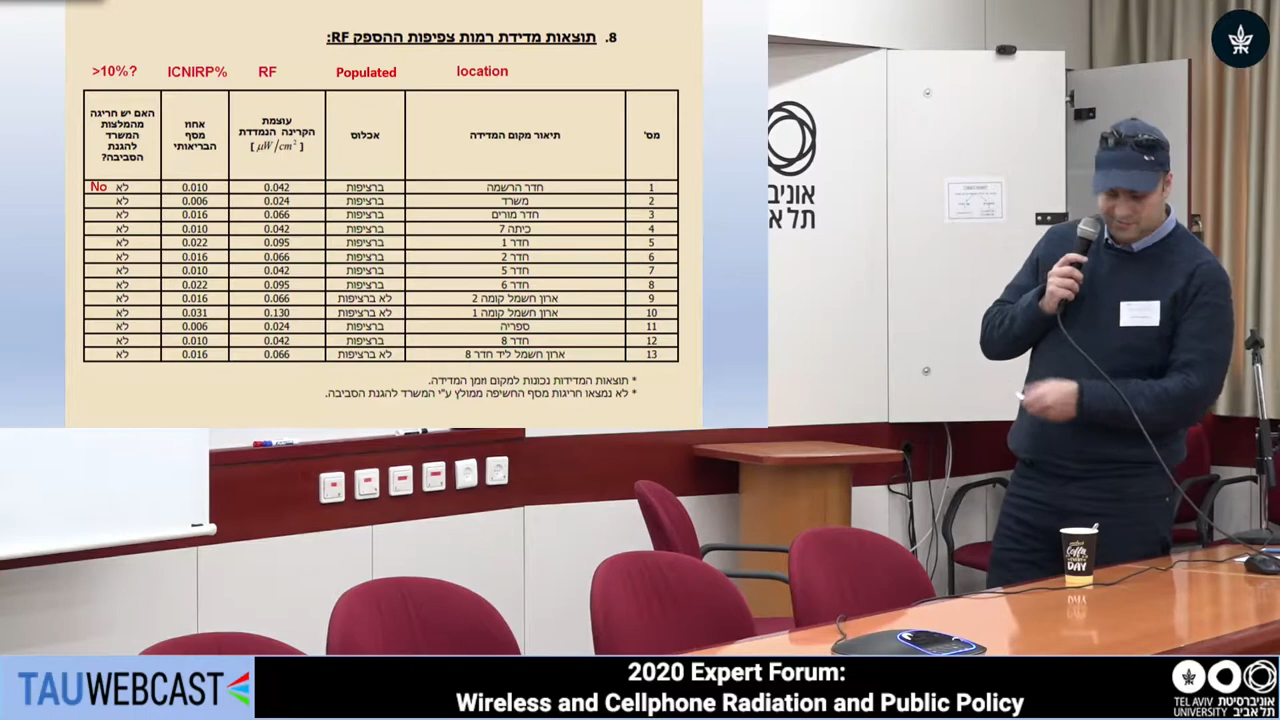 8. תוצאות מדידת רמות צפיפות ההספק RF:
>10%? ICNIRP% RF Populated location
מס' תיאור מקום המדידה אכלוס עוצמת הקרינה הנמדדת [ μW/cm² ] אחוז מסף הבריאותי האם יש חריגה מהמלצות המשרד להגנת הסביבה?
1 חדר הרשמה ברציפות 0.042 0.010 לא No
2 משרד ברציפות 0.024 0.006 לא
3 חדר מורים ברציפות 0.066 0.016 לא
4 כיתה 7 ברציפות 0.042 0.010 לא
5 חדר 1 ברציפות 0.095 0.022 לא
6 חדר 2 ברציפות 0.066 0.016 לא
7 חדר 5 ברציפות 0.042 0.010 לא
8 חדר 6 ברציפות 0.095 0.022 לא
9 ארון חשמל קומה 2 לא ברציפות 0.066 0.016 לא
10 ארון חשמל קומה 1 לא ברציפות 0.130 0.031 לא
11 ספריה ברציפות 0.024 0.006 לא
12 חדר 8 ברציפות 0.042 0.010 לא
13 ארון חשמל ליד חדר 8 לא ברציפות 0.066 0.016 לא
* תוצאות המדידות נכונות למקום וזמן המדידה.
* לא נמצאו חריגות מסף החשיפה ממולץ ע"י המשרד להגנת הסביבה.
אוניב
תל אב
EVERY
DAY
TAUWEBCAST
2020 Expert Forum:
Wireless and Cellphone Radiation and Public Policy
TEL AVIV אוניברסיטת
UNIVERSITY תל אביב